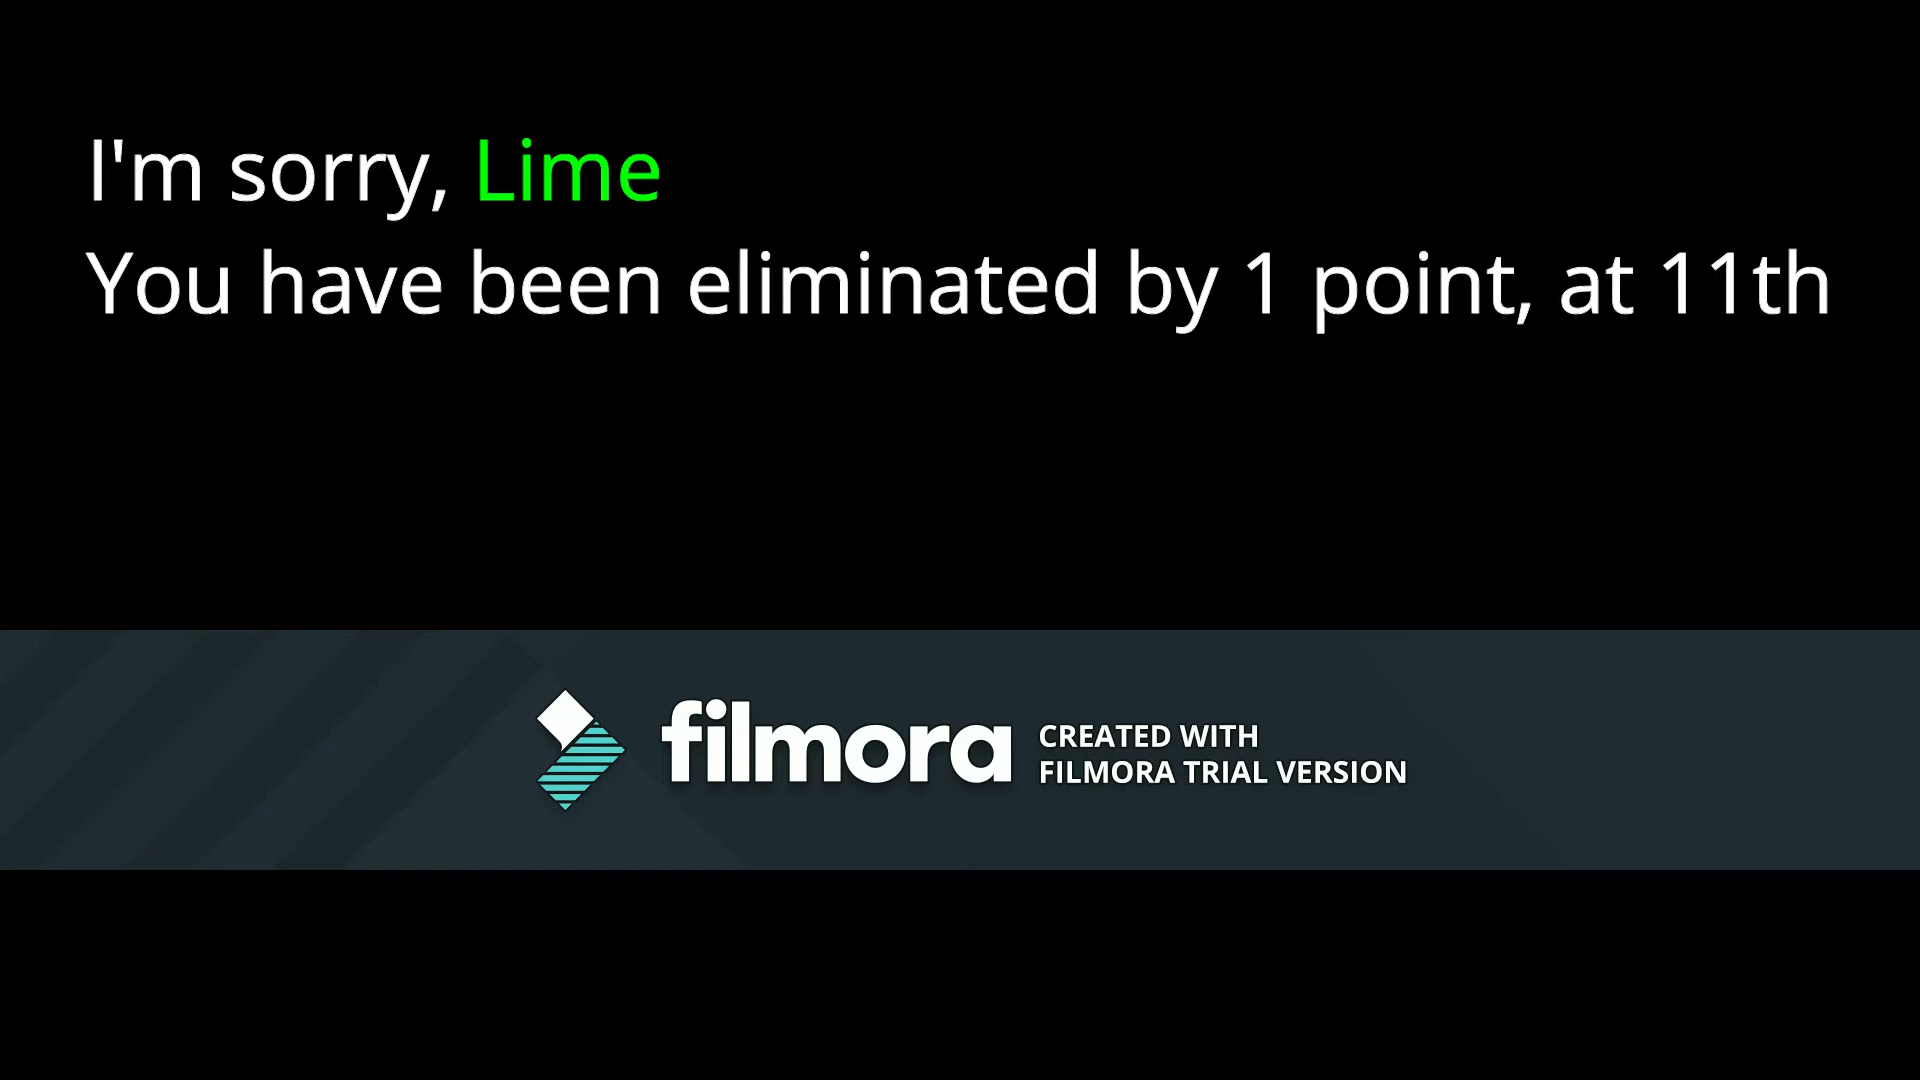 I'm sorry, Lime
You have been eliminated by 1 point, at 11th
filmora
CREATED WITH
FILMORA TRIAL VERSION